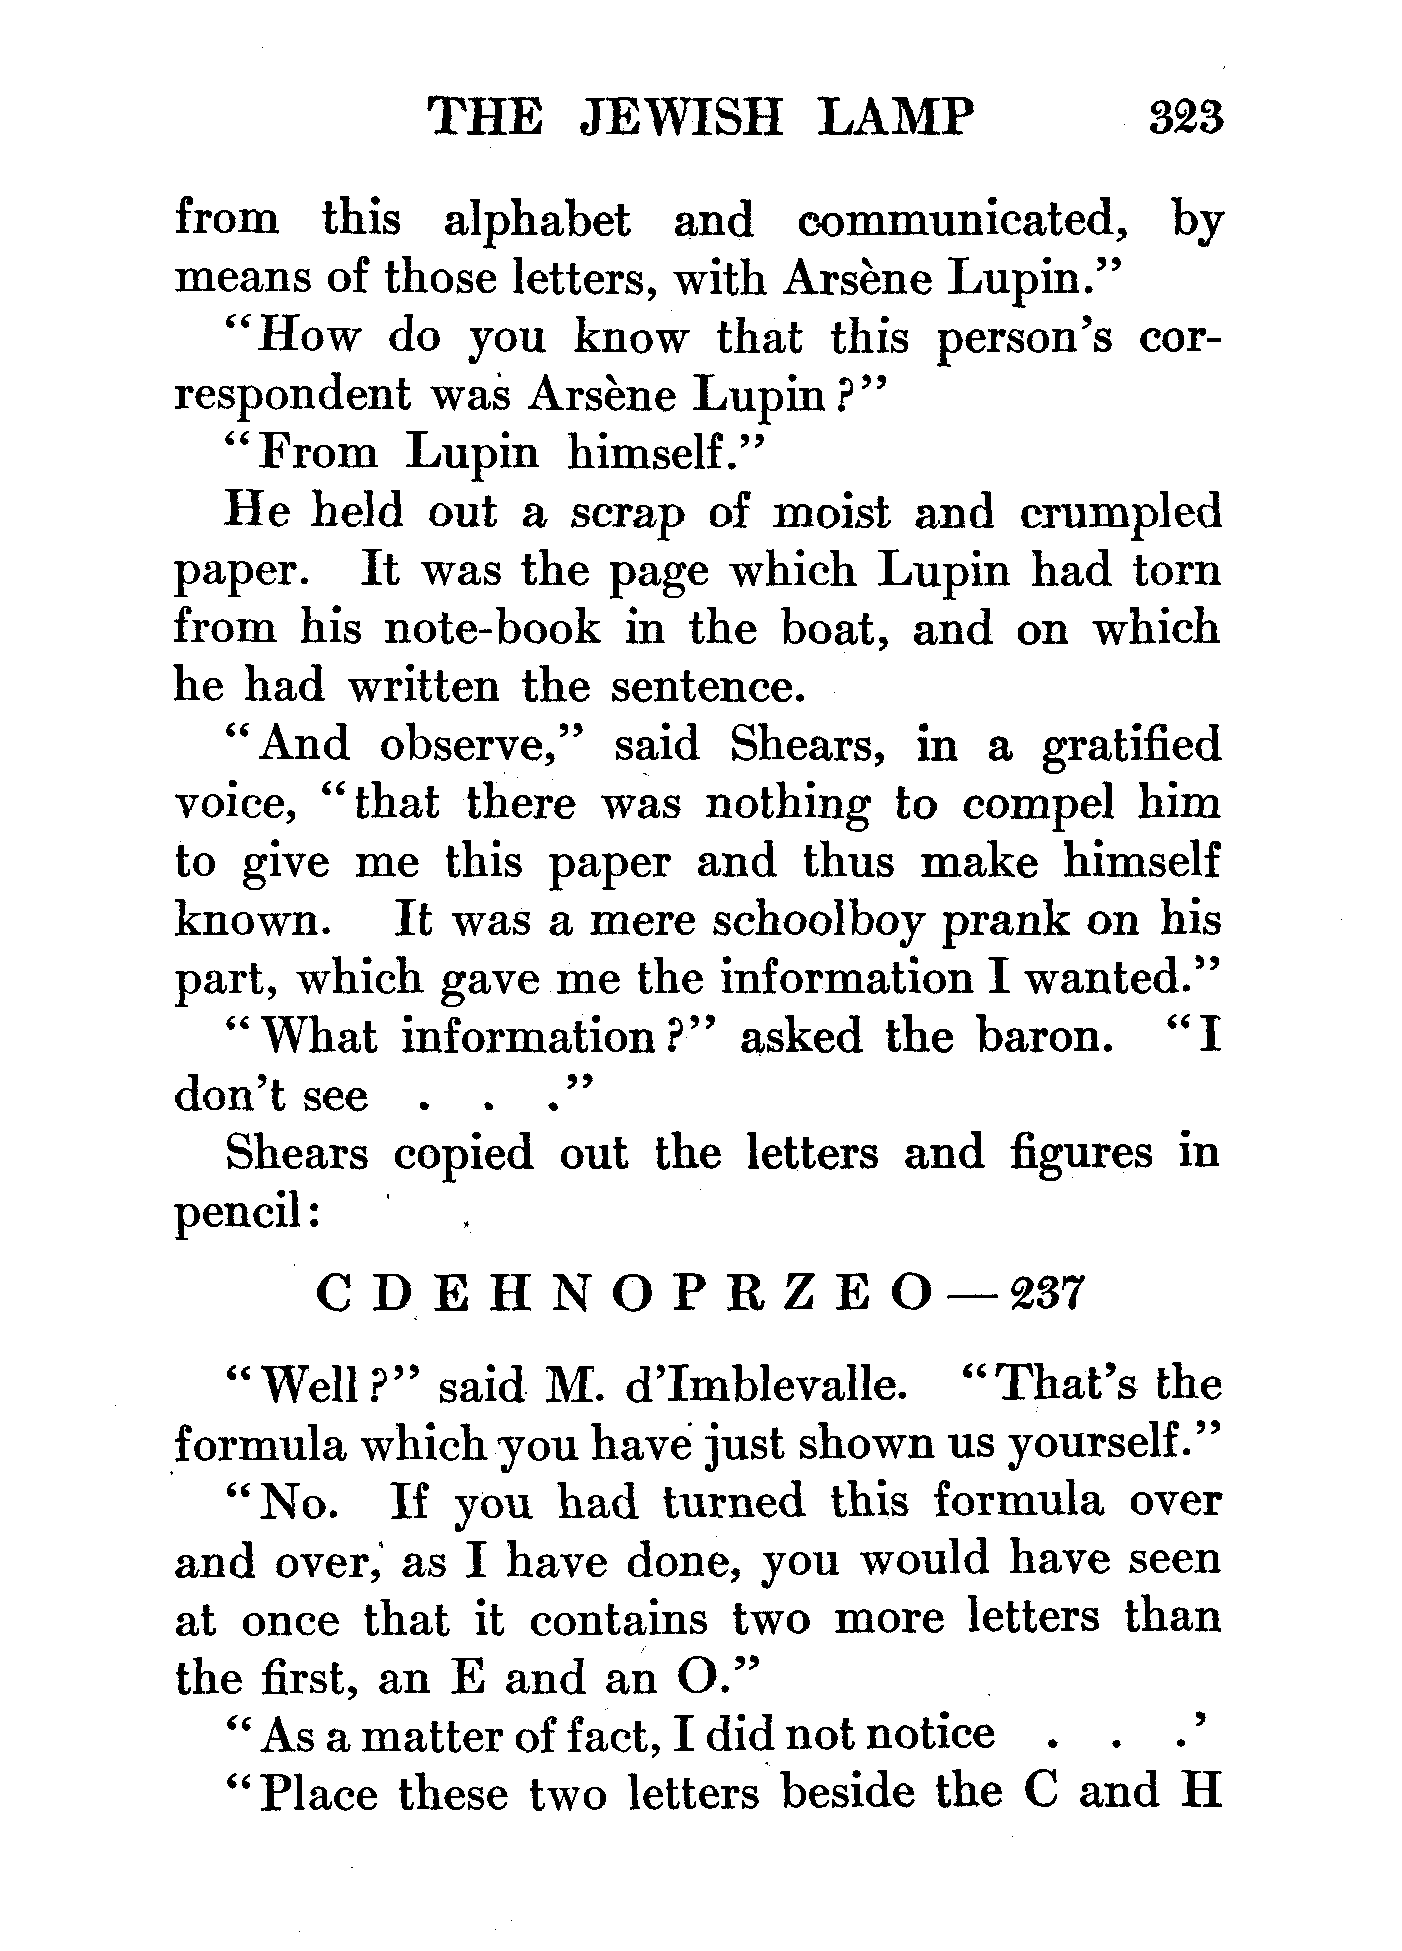 THE JEWISH LAMP 323
from this alphabet and communicated, by
means of those letters, with Arsène Lupin."
"How do you know that this person's cor-
respondent was Arsène Lupin?"
"From Lupin himself."
He held out a scrap of moist and crumpled
paper. It was the page which Lupin had torn
from his note-book in the boat, and on which
he had written the sentence.
"And observe," said Shears, in a gratified
voice, "that there was nothing to compel him
to give me this paper and thus make himself
known. It was a mere schoolboy prank on his
part, which gave me the information I wanted."
"What information?" asked the baron. "I
don't see . . ."
Shears copied out the letters and figures in
pencil:
C D E H N O P R Z E O—237
"Well?" said M. d'Imblevalle. "That's the
formula which you have just shown us yourself."
"No. If you had turned this formula over
and over, as I have done, you would have seen
at once that it contains two more letters than
the first, an E and an O."
"As a matter of fact, I did not notice . . .'
"Place these two letters beside the C and H